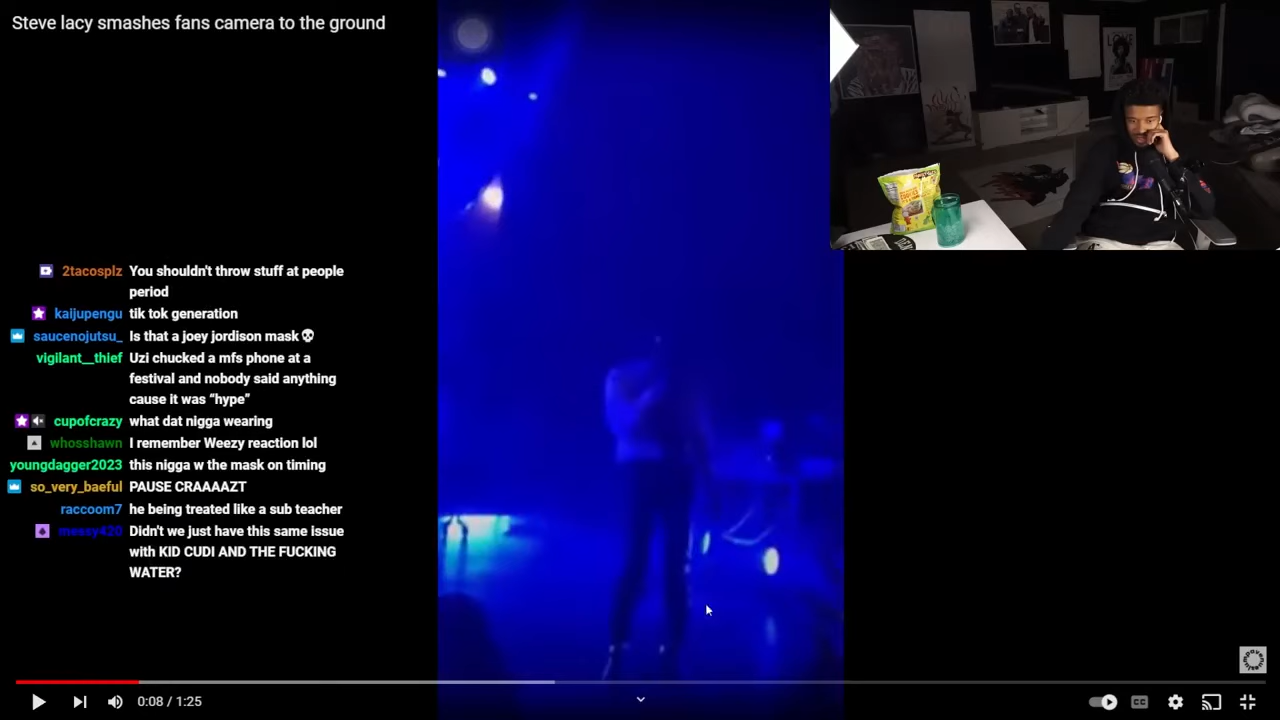 Steve lacy smashes fans camera to the ground
2tacosplz You shouldn't throw stuff at people
period
kaijupengu tik tok generation
saucenojutsu_ Is that a joey jordison mask💀
vigilant__thief Uzi chucked a mfs phone at a
festival and nobody said anything
cause it was “hype”
cupofcrazy what dat nigga wearing
whosshawn I remember Weezy reaction lol
youngdagger2023 this nigga w the mask on timing
so_very_baeful PAUSE CRAAAAZT
raccoom7 he being treated like a sub teacher
meesy420 Didn't we just have this same issue
with KID CUDI AND THE FUCKING
WATER?
0:08 / 1:25
CC